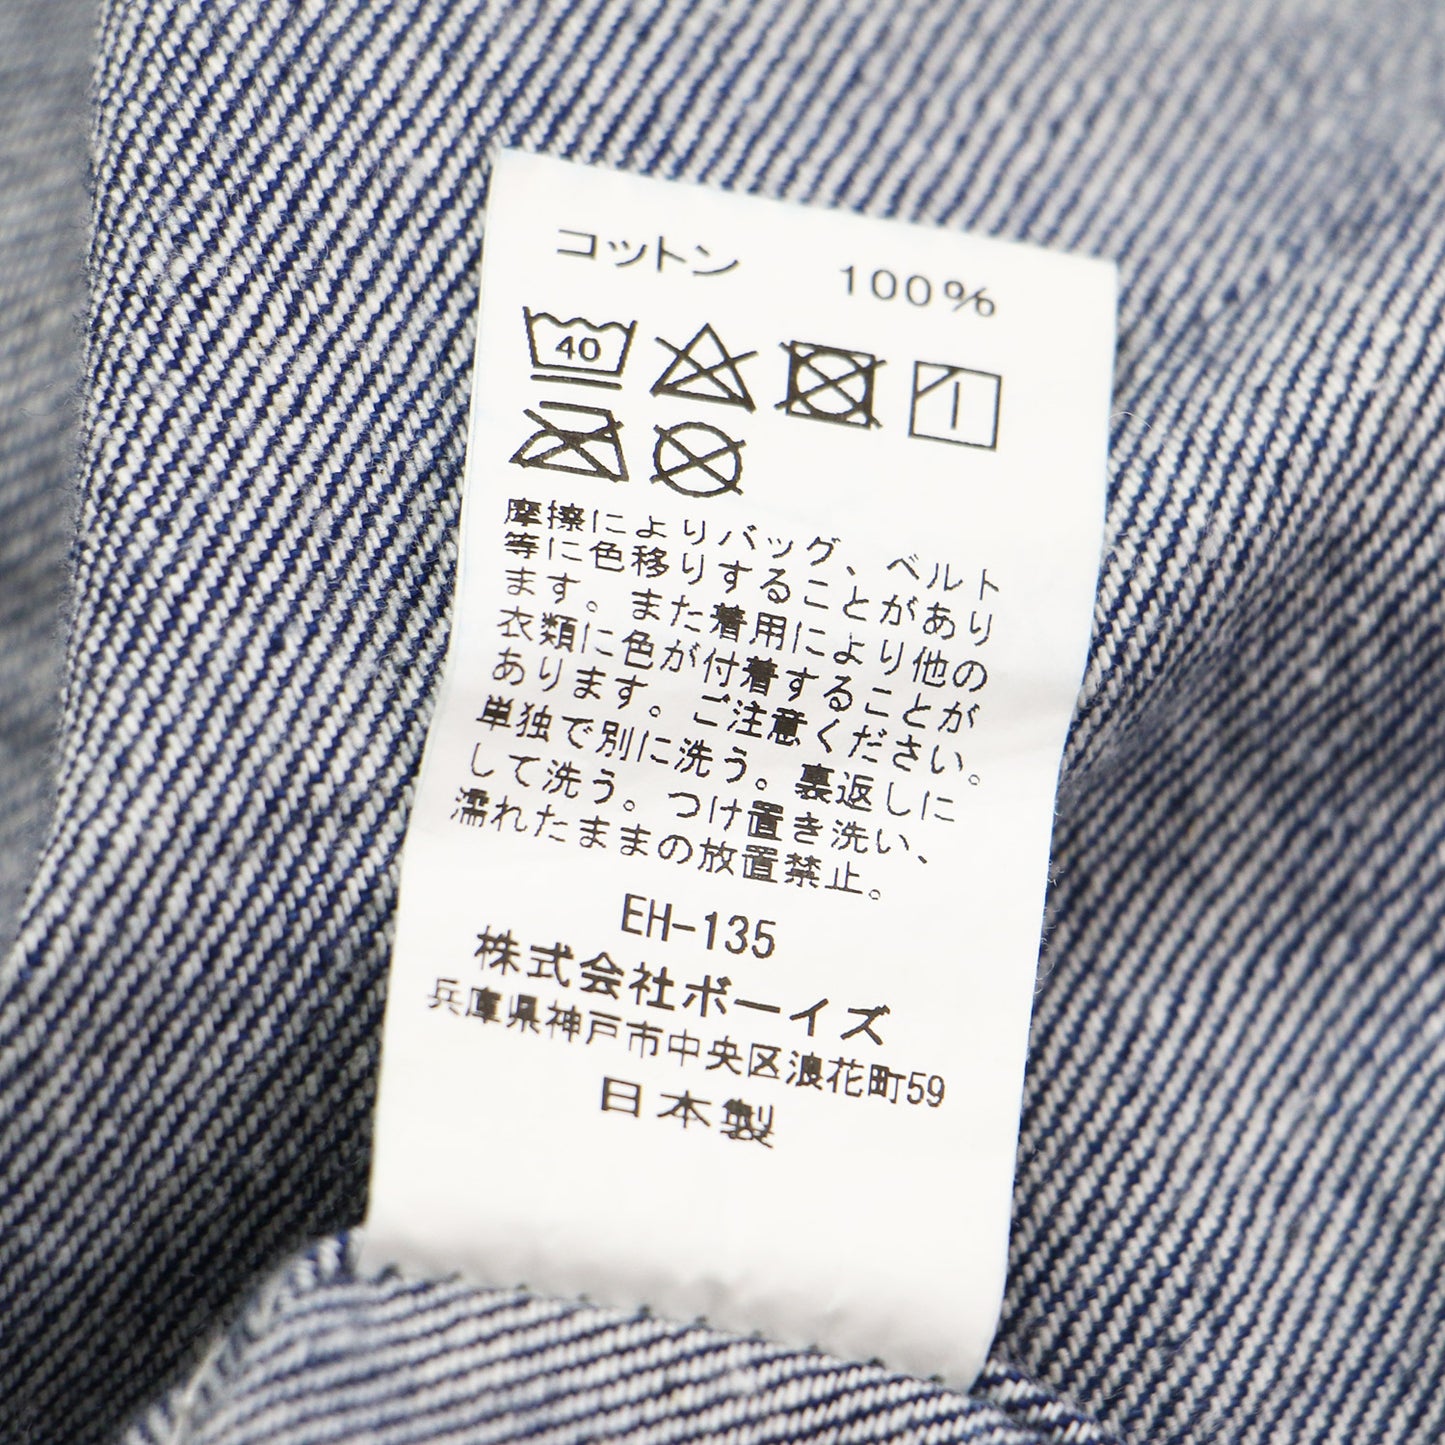 コットン 100%
40
摩擦によりバッグ、ベルト
等に色移りすることがあり
ます。また着用により他の
衣類に色が付着することが
あります。ご注意ください。
単独で別に洗う。裏返しに
して洗う。つけ置き洗い、
濡れたままの放置禁止。
EH-135
株式会社ボーイズ
兵庫県神戸市中央区浪花町59
日本製